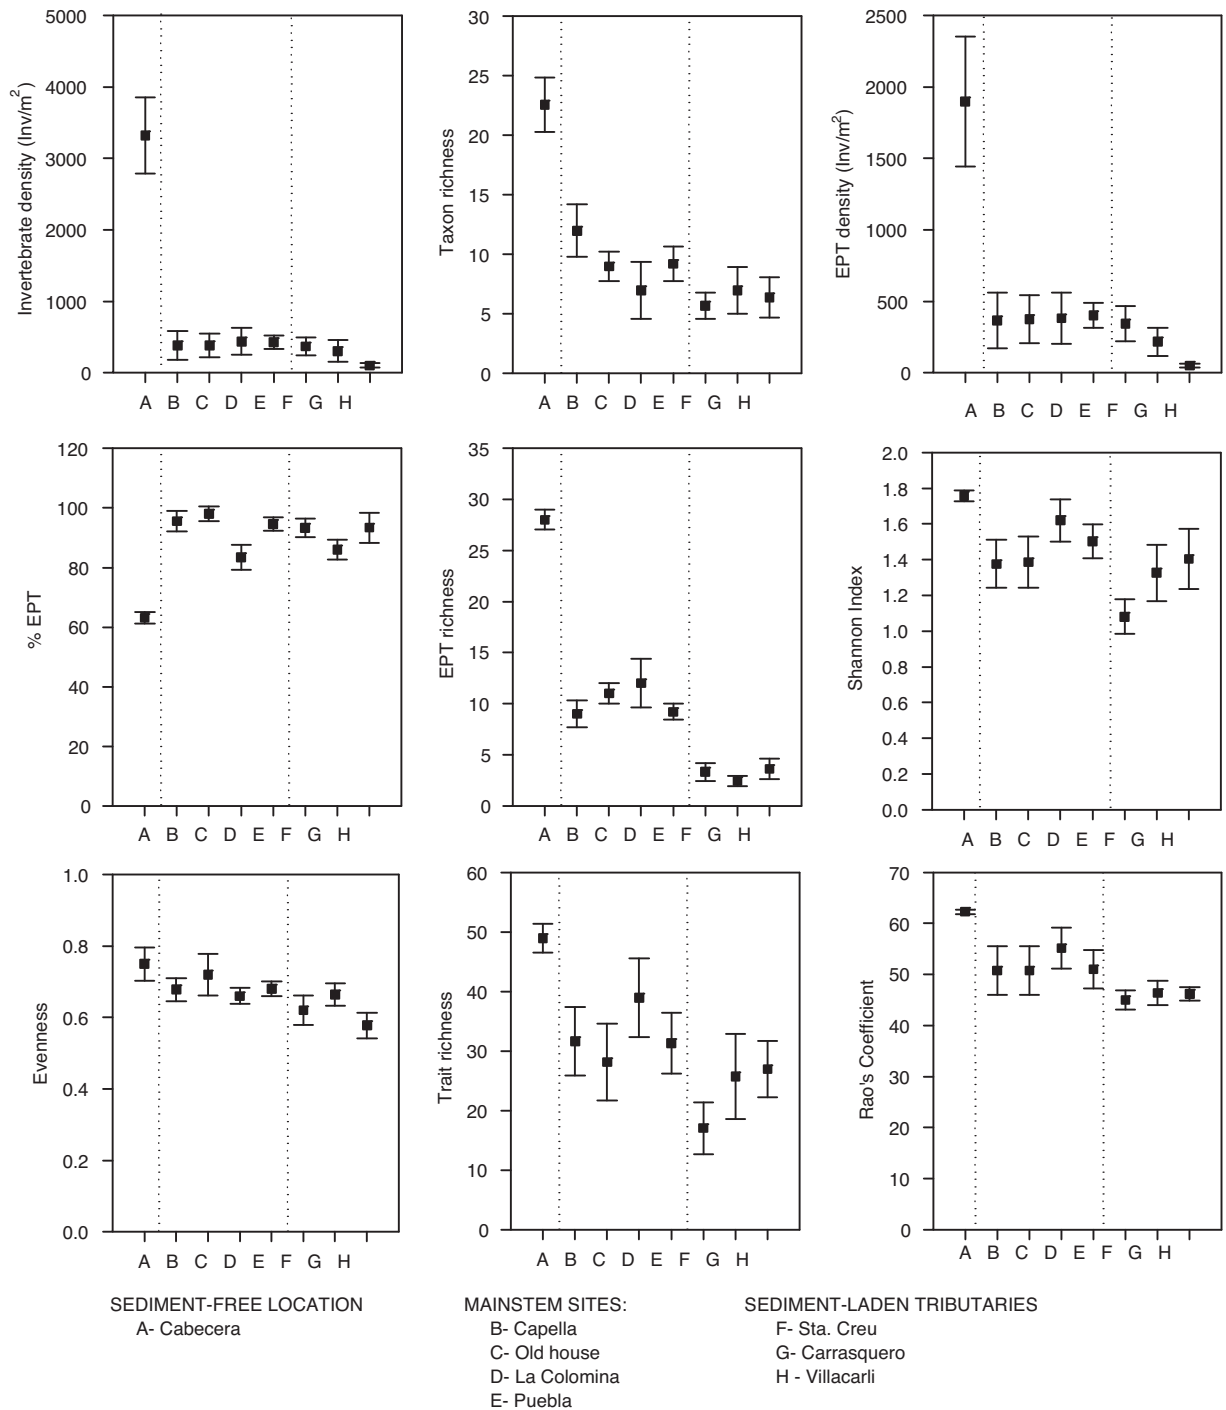 5000
4000
3000
2000
1000
0
Invertebrate density (Inv/m²)
A B C D E F G H
30
25
20
15
10
5
0
Taxon richness
A B C D E F G H
2500
2000
1500
1000
500
0
EPT density (Inv/m²)
A B C D E F G H
120
100
80
60
40
20
0
% EPT
A B C D E F G H
35
30
25
20
15
10
5
0
EPT richness
A B C D E F G H
2.0
1.8
1.6
1.4
1.2
1.0
0.8
0.6
0.4
0.2
0.0
Shannon Index
A B C D E F G H
1.0
0.8
0.6
0.4
0.2
0.0
Evenness
A B C D E F G H
60
50
40
30
20
10
0
Trait richness
A B C D E F G H
70
60
50
40
30
20
10
0
Rao's Coefficient
A B C D E F G H
SEDIMENT-FREE LOCATION
A- Cabecera
MAINSTEM SITES:
B- Capella
C- Old house
D- La Colomina
E- Puebla
SEDIMENT-LADEN TRIBUTARIES
F- Sta. Creu
G- Carrasquero
H - Villacarli